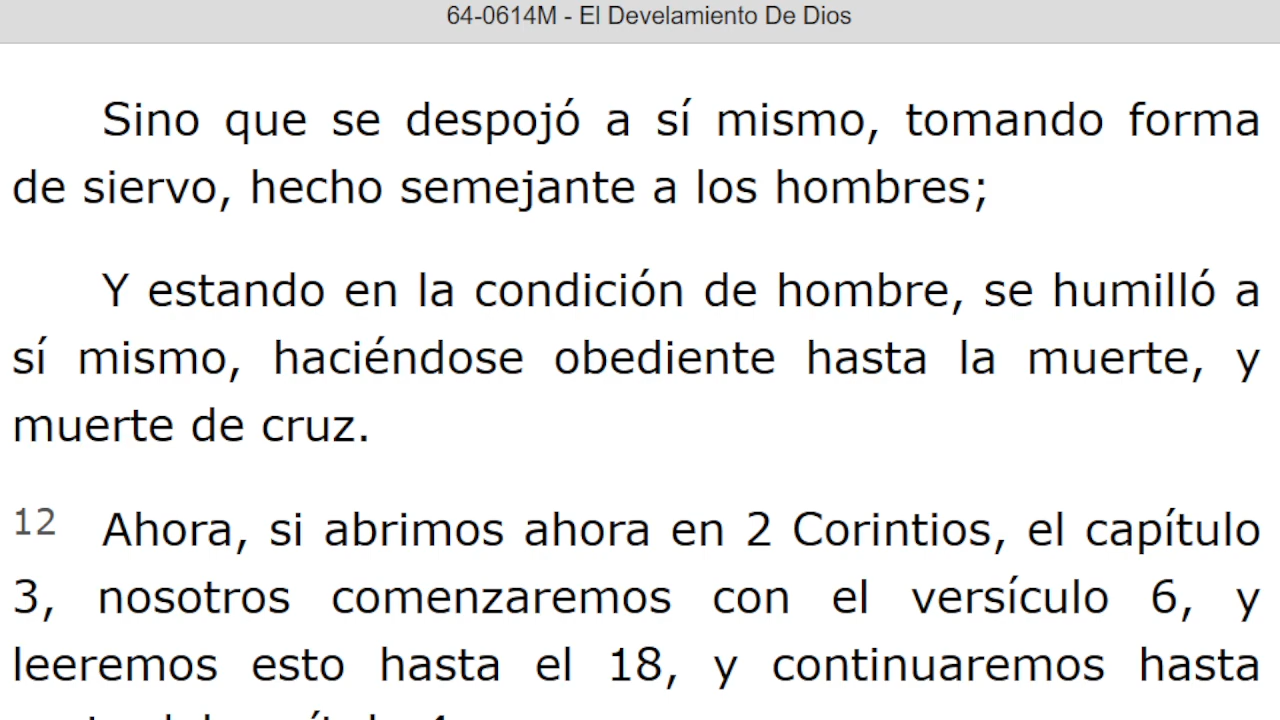 64-0614M - El Develamiento De Dios
Sino que se despojó a sí mismo, tomando forma
de siervo, hecho semejante a los hombres;
Y estando en la condición de hombre, se humilló a
sí mismo, haciéndose obediente hasta la muerte, y
muerte de cruz.
12 Ahora, si abrimos ahora en 2 Corintios, el capítulo
3, nosotros comenzaremos con el versículo 6, y
leeremos esto hasta el 18, y continuaremos hasta